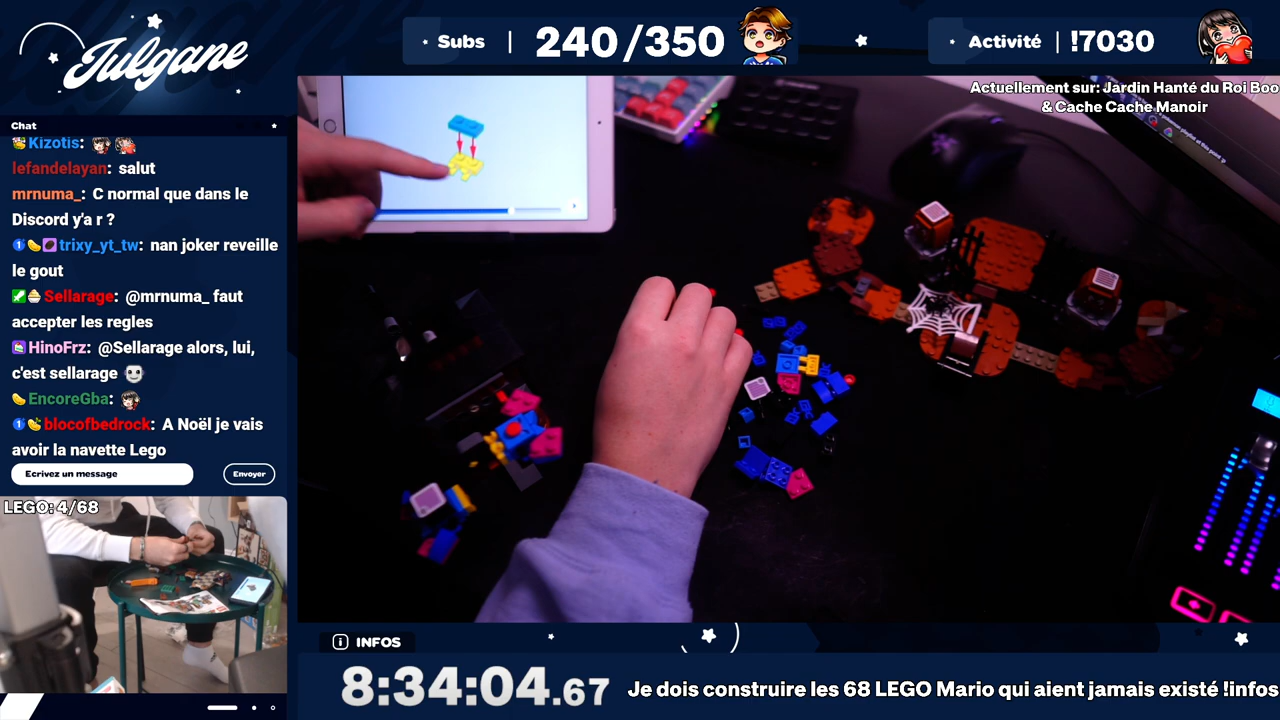 Julgane
Subs | 240/350
Activité | !7030
Actuellement sur: Jardin Hanté du Roi Boo
& Cache Cache Manoir
Chat
Kizotis:
lefandelayan: salut
mrnuma_: C normal que dans le
Discord y'a r ?
trixy_yt_tw: nan joker reveille
le gout
Sellarage: @mrnuma_ faut
accepter les regles
HinoFrz: @Sellarage alors, lui,
c'est sellarage
EncoreGba:
blocofbedrock: A Noël je vais
avoir la navette Lego
Ecrivez un message
Envoyer
LEGO: 4/68
INFOS
8:34:04.67
Je dois construire les 68 LEGO Mario qui aient jamais existé !infos